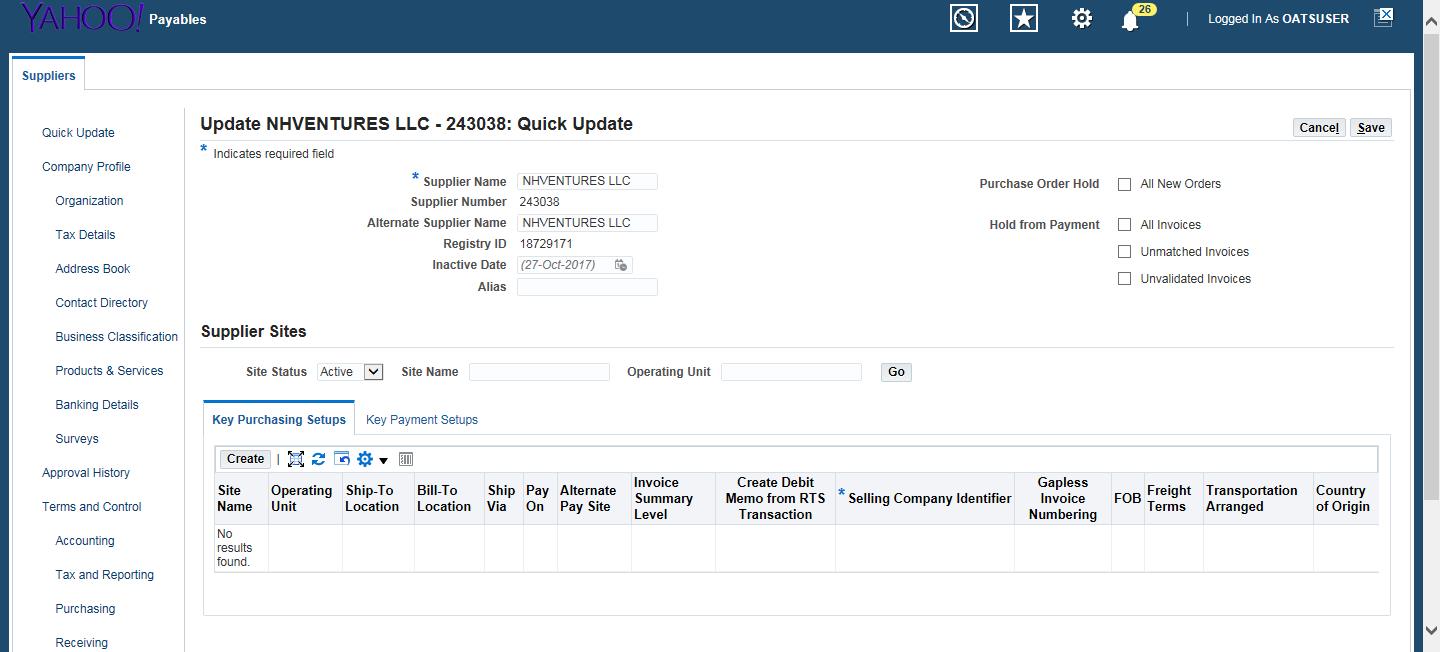 YAHOO! Payables 26 Logged In As OATSUSER
Suppliers
Quick Update
Company Profile
Organization
Tax Details
Address Book
Contact Directory
Business Classification
Products & Services
Banking Details
Surveys
Approval History
Terms and Control
Accounting
Tax and Reporting
Purchasing
Receiving
Update NHVENTURES LLC - 243038: Quick Update
Cancel Save
* Indicates required field
* Supplier Name NHVENTURES LLC
Supplier Number 243038
Alternate Supplier Name NHVENTURES LLC
Registry ID 18729171
Inactive Date (27-Oct-2017)
Alias
Purchase Order Hold All New Orders
Hold from Payment All Invoices
Unmatched Invoices
Unvalidated Invoices
Supplier Sites
Site Status Active Site Name Operating Unit Go
Key Purchasing Setups Key Payment Setups
Create |
Site Name
Operating Unit
Ship-To Location
Bill-To Location
Ship Via
Pay On
Alternate Pay Site
Invoice Summary Level
Create Debit Memo from RTS Transaction
* Selling Company Identifier
Gapless Invoice Numbering
FOB
Freight Terms
Transportation Arranged
Country of Origin
No
results
found.